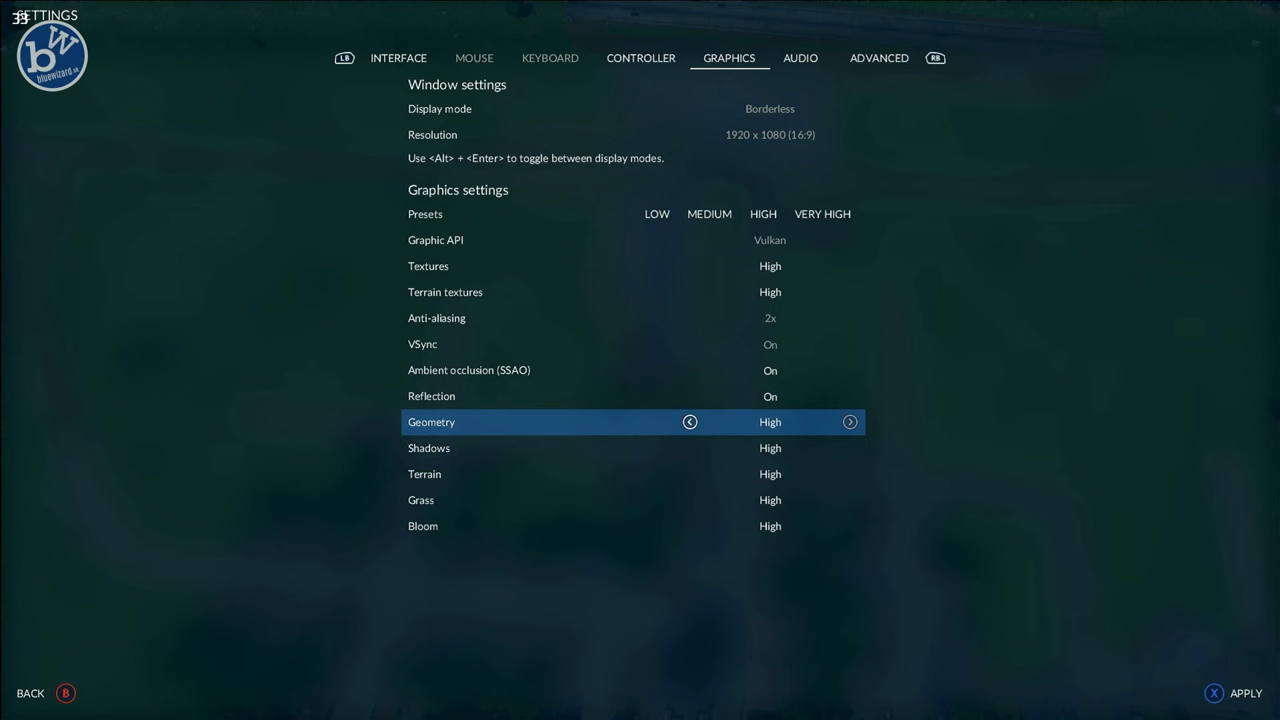 SETTINGS
33
bW
bluewizard
LB INTERFACE MOUSE KEYBOARD CONTROLLER GRAPHICS AUDIO ADVANCED RB
Window settings
Display mode Borderless
Resolution 1920 x 1080 (16:9)
Use <Alt> + <Enter> to toggle between display modes.
Graphics settings
Presets LOW MEDIUM HIGH VERY HIGH
Graphic API Vulkan
Textures High
Terrain textures High
Anti-aliasing 2x
VSync On
Ambient occlusion (SSAO) On
Reflection On
Geometry High
Shadows High
Terrain High
Grass High
Bloom High
BACK B
X APPLY